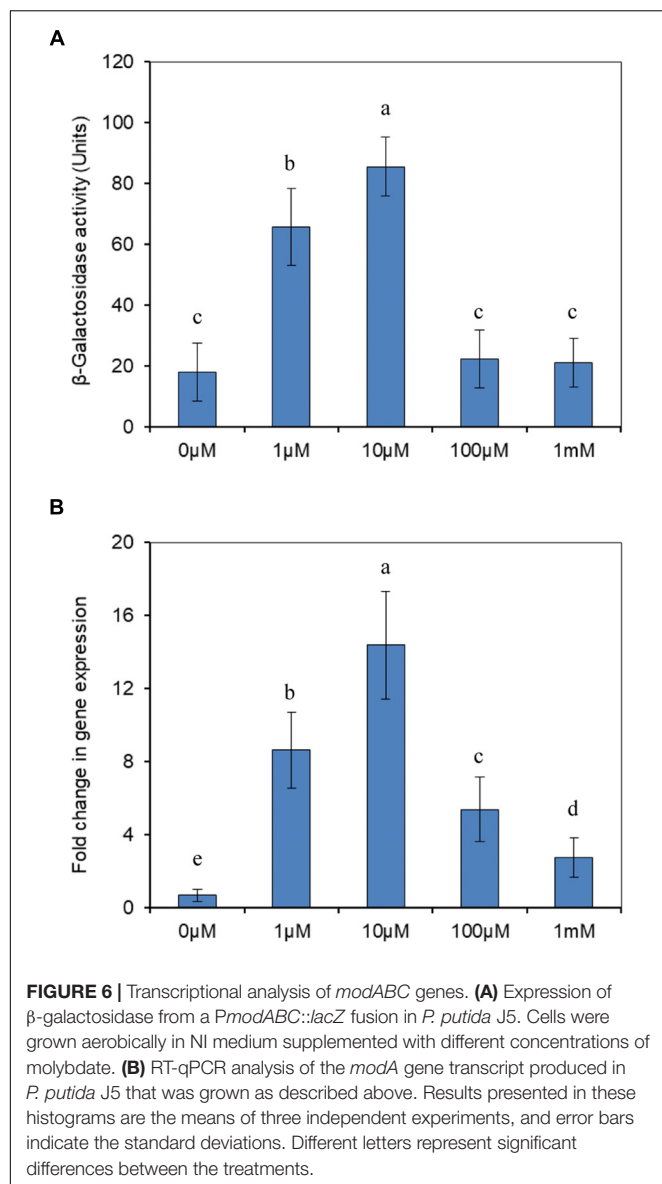 A
β-Galactosidase activity (Units)
120
100
80
60
40
20
0
c
b
a
c
c
0µM
1µM
10µM
100µM
1mM
B
Fold change in gene expression
20
16
12
8
4
0
e
b
a
c
d
0µM
1µM
10µM
100µM
1mM
FIGURE 6 | Transcriptional analysis of modABC genes. (A) Expression of
β-galactosidase from a PmodABC::lacZ fusion in P. putida J5. Cells were
grown aerobically in NI medium supplemented with different concentrations of
molybdate. (B) RT-qPCR analysis of the modA gene transcript produced in
P. putida J5 that was grown as described above. Results presented in these
histograms are the means of three independent experiments, and error bars
indicate the standard deviations. Different letters represent significant
differences between the treatments.